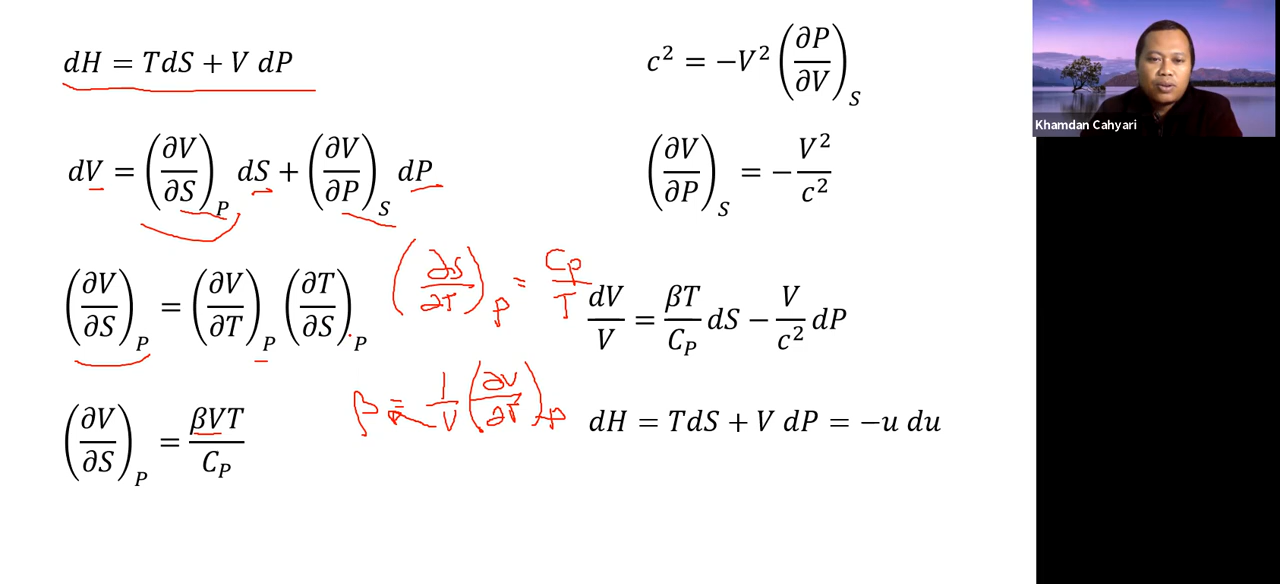 dH = TdS + V dP
dV = (∂V/∂S)_P dS + (∂V/∂P)_S dP
(∂V/∂S)_P = (∂V/∂T)_P (∂T/∂S)_P
(∂S/∂T)_P = C_P/T
(∂V/∂S)_P = βVT/C_P
β = 1/V (∂V/∂T)_P
c² = −V² (∂P/∂V)_S
(∂V/∂P)_S = − V²/c²
dV/V = βT/C_P dS − V/c² dP
dH = TdS + V dP = −u du
Khamdan Cahyari